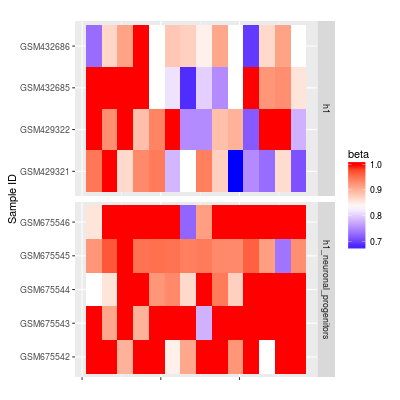 GSM432686
GSM432685
GSM429322
GSM429321
h1
GSM675546
GSM675545
GSM675544
GSM675543
GSM675542
h1_neuronal_progenitors
Sample ID
beta
1.0
0.9
0.8
0.7